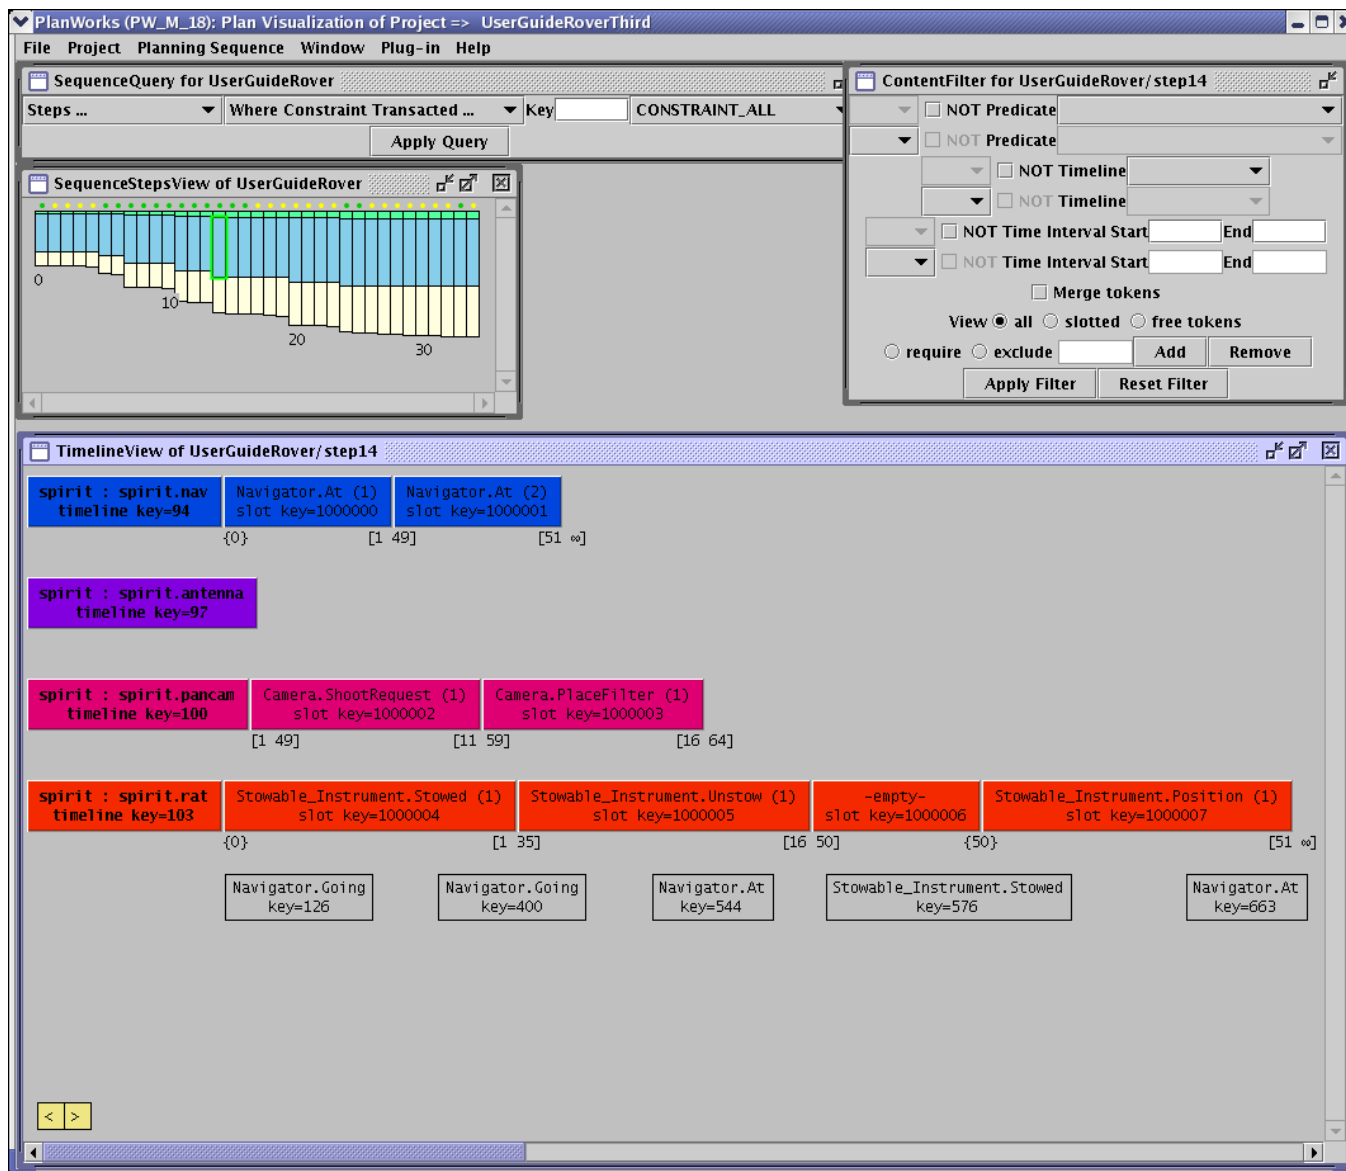 PlanWorks (PW_M_18): Plan Visualization of Project => UserGuideRoverThird
File Project Planning Sequence Window Plug-in Help
SequenceQuery for UserGuideRover
Steps ... Where Constraint Transacted ... Key CONSTRAINT_ALL
Apply Query
ContentFilter for UserGuideRover/step14
NOT Predicate
NOT Predicate
NOT Timeline
NOT Timeline
NOT Time Interval Start End
NOT Time Interval Start End
Merge tokens
View all slotted free tokens
require exclude Add Remove
Apply Filter Reset Filter
SequenceStepsView of UserGuideRover
0
10
20
30
TimelineView of UserGuideRover/step14
spirit : spirit.nav Navigator.At (1) Navigator.At (2)
timeline key=94 slot key=1000000 slot key=1000001
{0} [1 49] [51 ∞]
spirit : spirit.antenna
timeline key=97
spirit : spirit.pancam Camera.ShootRequest (1) Camera.PlaceFilter (1)
timeline key=100 slot key=1000002 slot key=1000003
[1 49] [11 59] [16 64]
spirit : spirit.rat Stowable_Instrument.Stowed (1) Stowable_Instrument.Unstow (1) -empty- Stowable_Instrument.Position (1)
timeline key=103 slot key=1000004 slot key=1000005 slot key=1000006 slot key=1000007
{0} [1 35] [16 50] {50} [51 ∞]
Navigator.Going Navigator.Going Navigator.At Stowable_Instrument.Stowed Navigator.At
key=126 key=400 key=544 key=576 key=663
< >